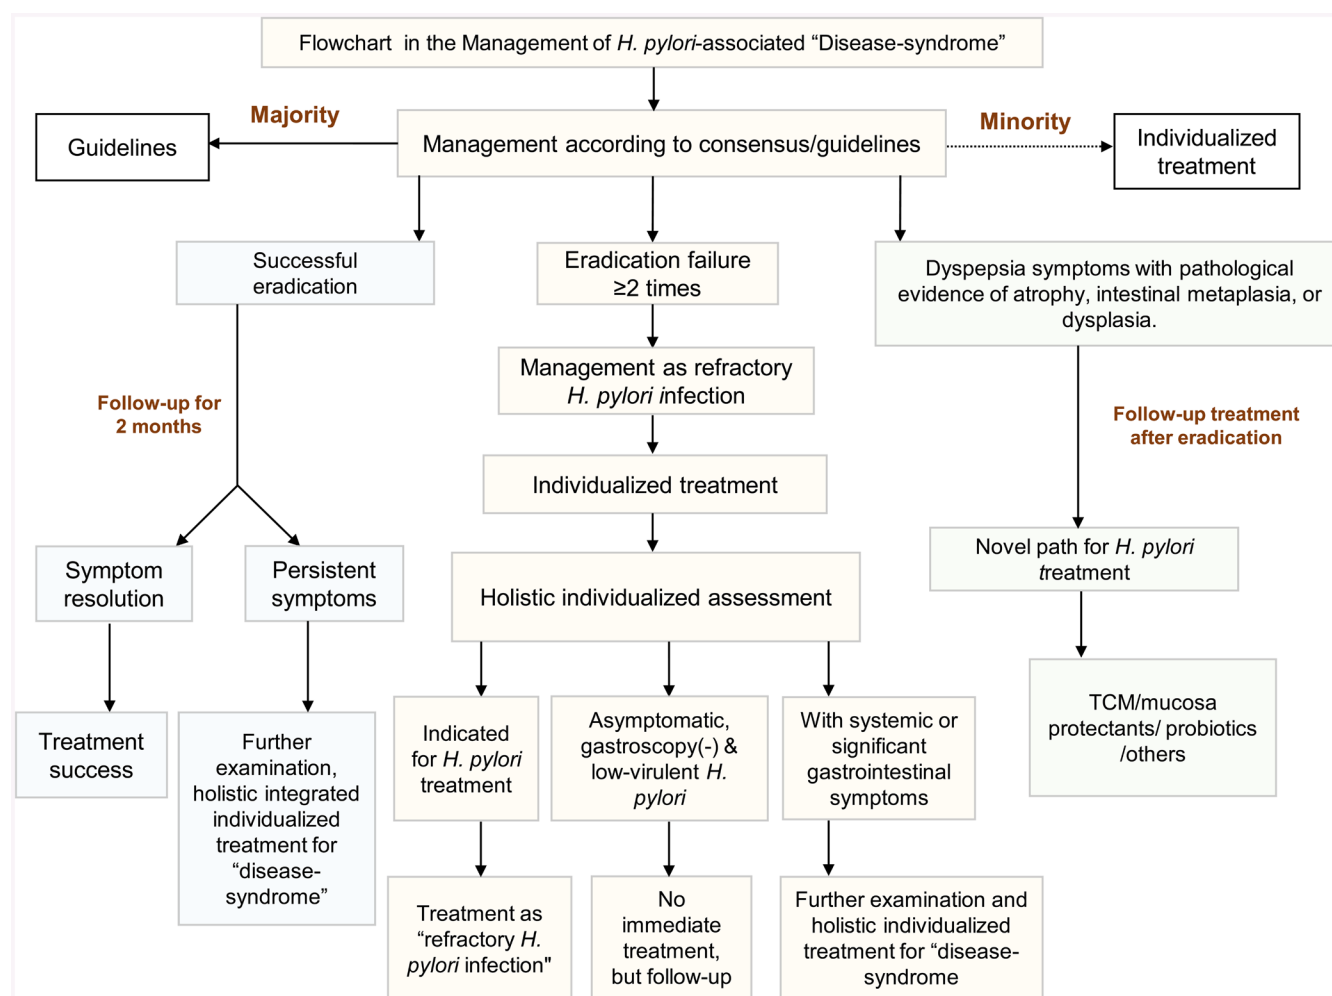 Flowchart in the Management of H. pylori-associated “Disease-syndrome”
Majority
Minority
Guidelines
Management according to consensus/guidelines
Individualized
treatment
Successful
eradication
Eradication failure
≥2 times
Dyspepsia symptoms with pathological
evidence of atrophy, intestinal metaplasia, or
dysplasia.
Management as refractory
H. pylori infection
Follow-up for
2 months
Follow-up treatment
after eradication
Individualized treatment
Symptom
resolution
Persistent
symptoms
Holistic individualized assessment
Novel path for H. pylori
treatment
Treatment
success
Further
examination,
holistic integrated
individualized
treatment for
“disease-
syndrome”
Indicated
for H. pylori
treatment
Asymptomatic,
gastroscopy(-) &
low-virulent H.
pylori
With systemic or
significant
gastrointestinal
symptoms
TCM/mucosa
protectants/ probiotics
/others
Treatment as
“refractory H.
pylori infection"
No
immediate
treatment,
but follow-up
Further examination and
holistic individualized
treatment for “disease-
syndrome